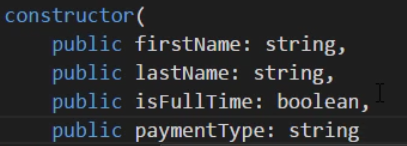 constructor(
public firstName: string,
public lastName: string,
public isFullTime: boolean,
public paymentType: string